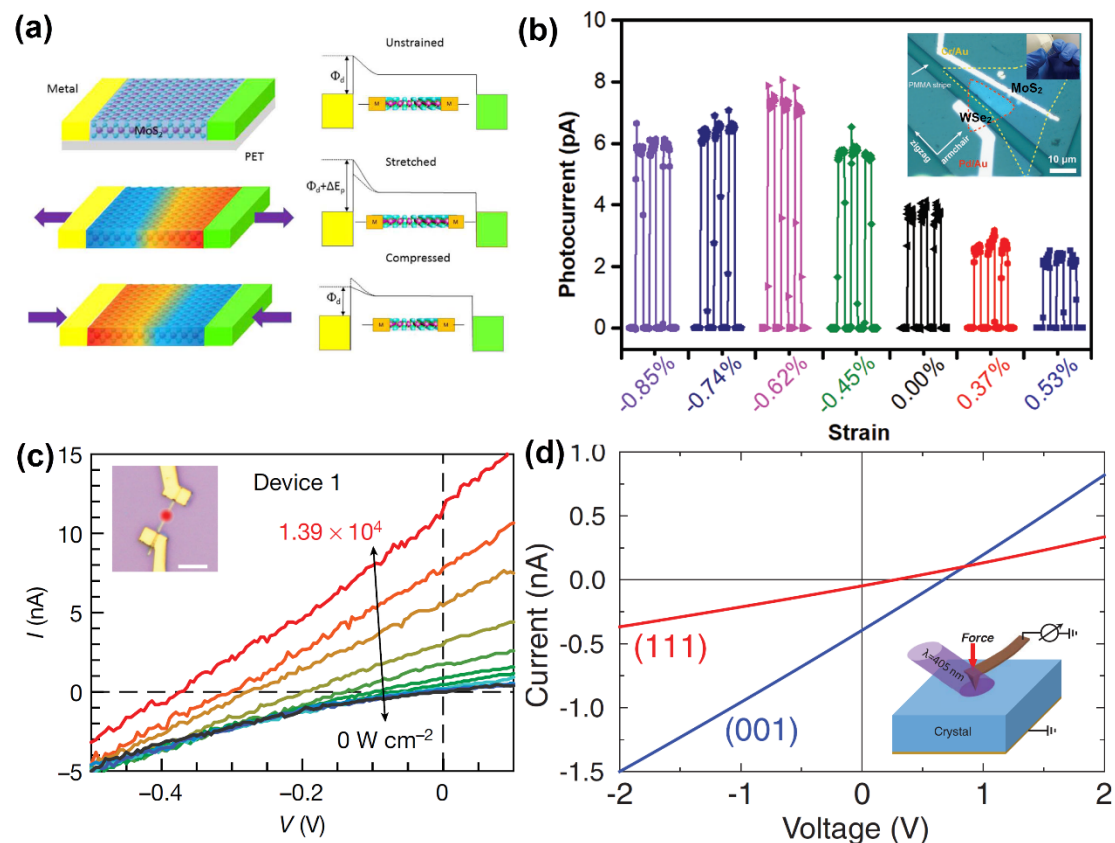 (a)
Unstrained
Φd
M
M
Metal
MoS2
PET
Stretched
Φd+ΔEp
M
M
Compressed
Φd
M
M
(b)
Photocurrent (pA)
10
8
6
4
2
0
-0.85%
-0.74%
-0.62%
-0.45%
0.00%
0.37%
0.53%
Strain
Cr/Au
PMMA stripe
MoS2
WSe2
zigzag
armchair
Pd/Au
10 μm
(c)
Device 1
1.39 × 10⁴
0 W cm⁻²
I (nA)
15
10
5
0
−5
−0.4
−0.2
0
V (V)
(d)
Current (nA)
1.0
0.5
0.0
-0.5
-1.0
-1.5
(111)
(001)
Force
λ=405 nm
Crystal
-2
-1
0
1
2
Voltage (V)